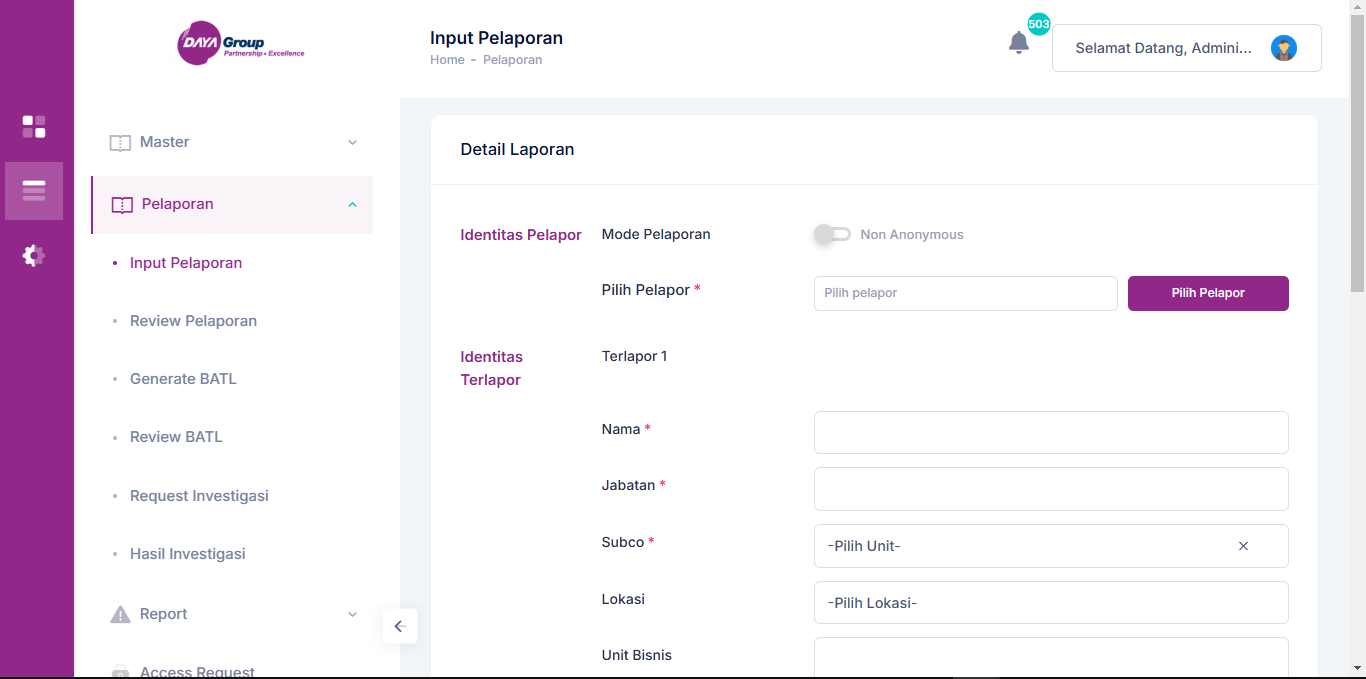 DAYA Group
Partnership • Excellence
Input Pelaporan
Home - Pelaporan
503
Selamat Datang, Admini...
Master
Pelaporan
Input Pelaporan
Review Pelaporan
Generate BATL
Review BATL
Request Investigasi
Hasil Investigasi
Report
Access Request
Detail Laporan
Identitas Pelapor
Mode Pelaporan
Non Anonymous
Pilih Pelapor *
Pilih pelapor
Pilih Pelapor
Identitas
Terlapor
Terlapor 1
Nama *
Jabatan *
Subco *
-Pilih Unit-
Lokasi
-Pilih Lokasi-
Unit Bisnis